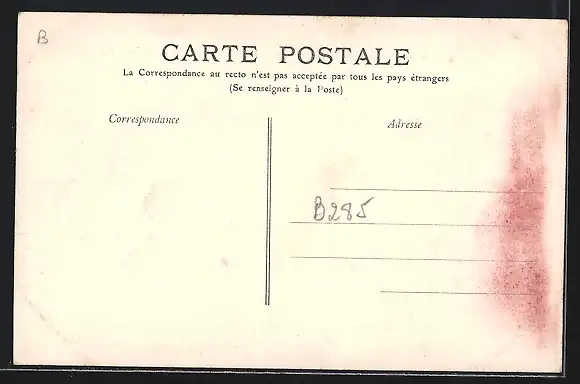 B
CARTE POSTALE
La Correspondance au recto n'est pas acceptée par tous les pays étrangers
(Se renseigner à la Poste)
Correspondance
Adresse
B285